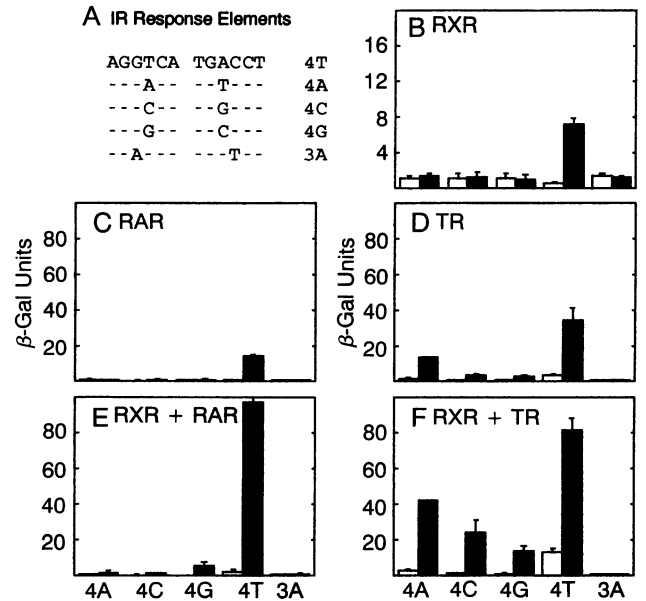 A IR Response Elements
AGGTCA TGACCT 4T
---A-- --T--- 4A
---C-- --G--- 4C
---G-- --C--- 4G
--A--- ---T-- 3A
B RXR
16
12
8
4
C RAR
80
60
40
20
β-Gal Units
D TR
80
60
40
20
β-Gal Units
E RXR + RAR
80
60
40
20
4A 4C 4G 4T 3A
F RXR + TR
80
60
40
20
4A 4C 4G 4T 3A